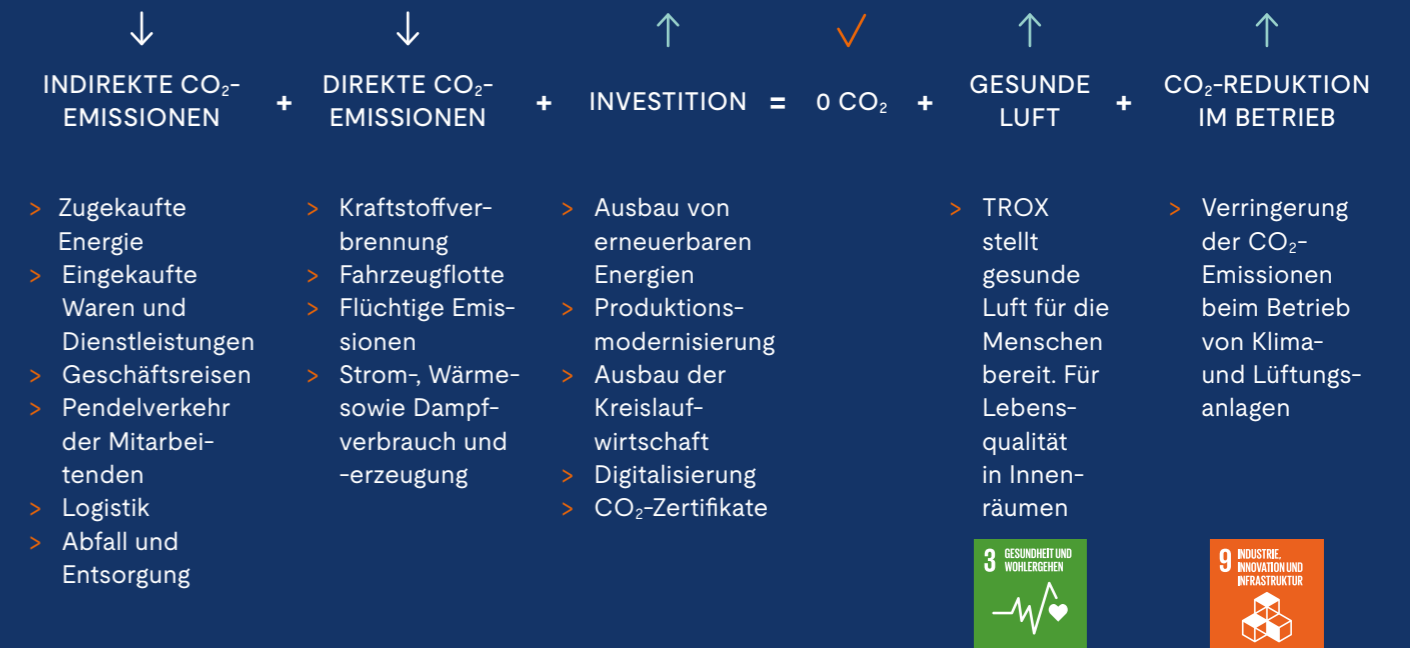 INDIREKTE CO₂-
EMISSIONEN
+
DIREKTE CO₂-
EMISSIONEN
+
INVESTITION
=
0 CO₂
+
GESUNDE
LUFT
+
CO₂-REDUKTION
IM BETRIEB
> Zugekaufte
Energie
> Eingekaufte
Waren und
Dienstleistungen
> Geschäftsreisen
> Pendelverkehr
der Mitarbei-
tenden
> Logistik
> Abfall und
Entsorgung
> Kraftstoffver-
brennung
> Fahrzeugflotte
> Flüchtige Emis-
sionen
> Strom-, Wärme-
sowie Dampf-
verbrauch und
-erzeugung
> Ausbau von
erneuerbaren
Energien
> Produktions-
modernisierung
> Ausbau der
Kreislauf-
wirtschaft
> Digitalisierung
> CO₂-Zertifikate
> TROX
stellt
gesunde
Luft für die
Menschen
bereit. Für
Lebens-
qualität
in Innen-
räumen
3 GESUNDHEIT UND
WOHLERGEHEN
> Verringerung
der CO₂-
Emissionen
beim Betrieb
von Klima-
und Lüftungs-
anlagen
9 INDUSTRIE,
INNOVATION UND
INFRASTRUKTUR